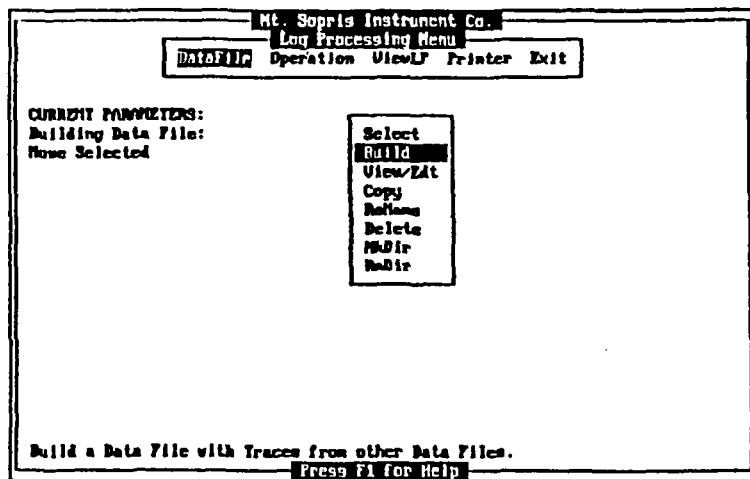 Mt. Sopris Instrument Co.
Log Processing Menu
DataFile Operation ViewLF Printer Exit
CURRENT PARAMETERS:
Building Data File:
None Selected
Select
Build
View/Edt
Copy
ReName
Delete
MkDir
RmDir
Build a Data File with Traces from other Data Files.
Press F1 for Help